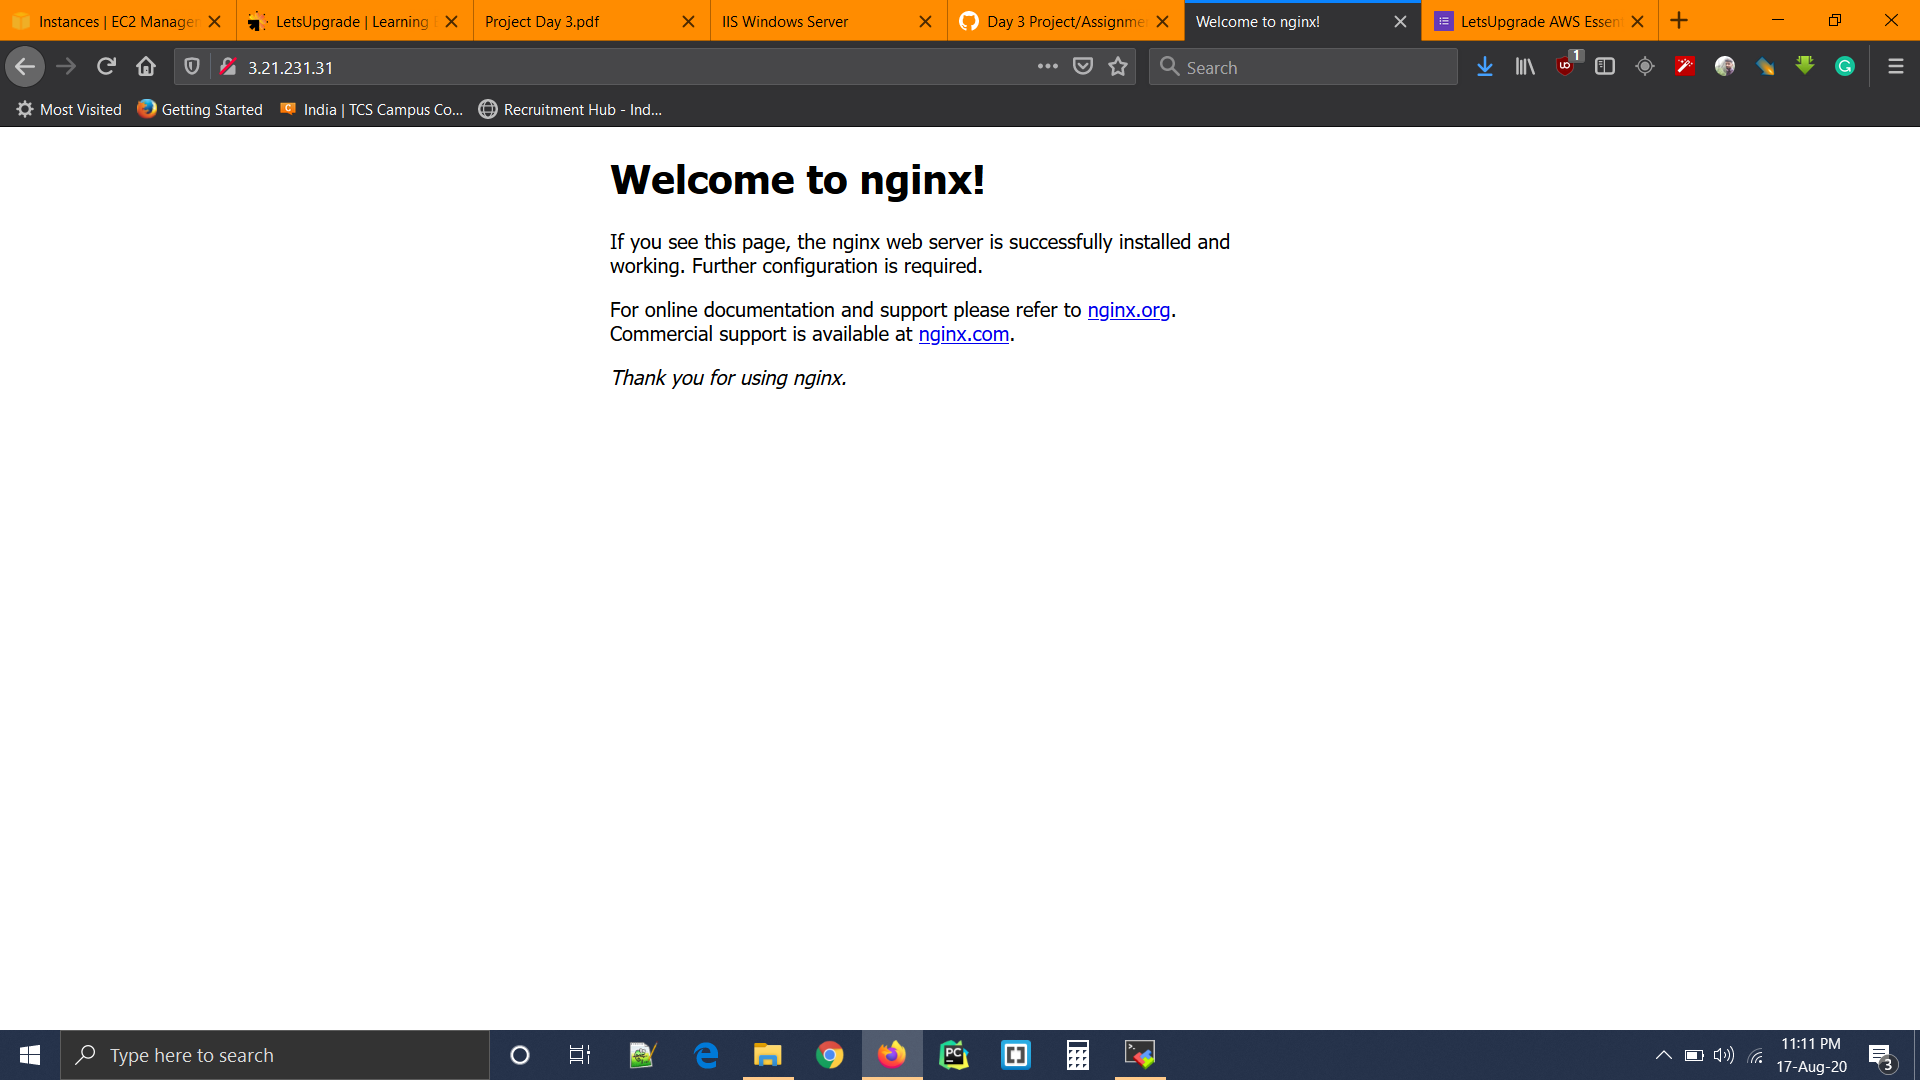 Instances | EC2 Manager
LetsUpgrade | Learning
Project Day 3.pdf
IIS Windows Server
Day 3 Project/Assignme
Welcome to nginx!
LetsUpgrade AWS Essen
3.21.231.31
Search
1
Most Visited
Getting Started
India | TCS Campus Co...
Recruitment Hub - Ind...
Welcome to nginx!
If you see this page, the nginx web server is successfully installed and
working. Further configuration is required.
For online documentation and support please refer to nginx.org.
Commercial support is available at nginx.com.
Thank you for using nginx.
Type here to search
PC
11:11 PM
17-Aug-20
3